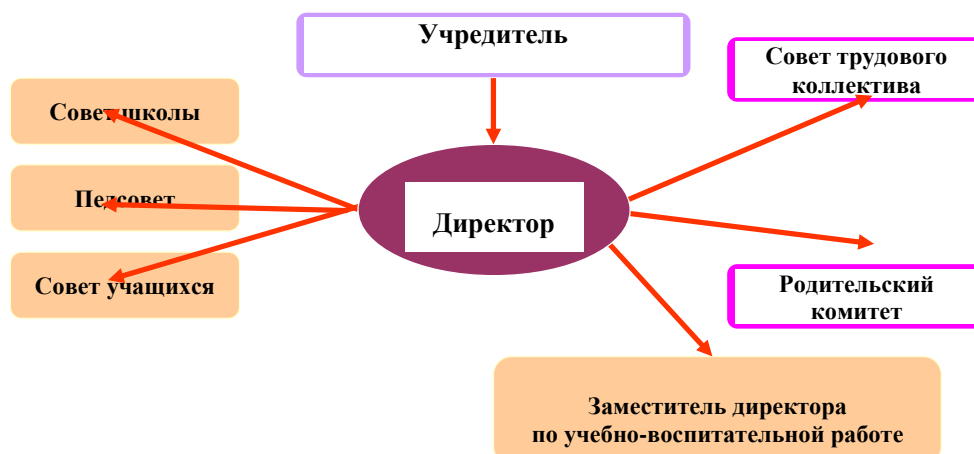 Учредитель
Совет трудового
коллектива
Совет школы
Педсовет
Директор
Совет учащихся
Родительский
комитет
Заместитель директора
по учебно-воспитательной работе